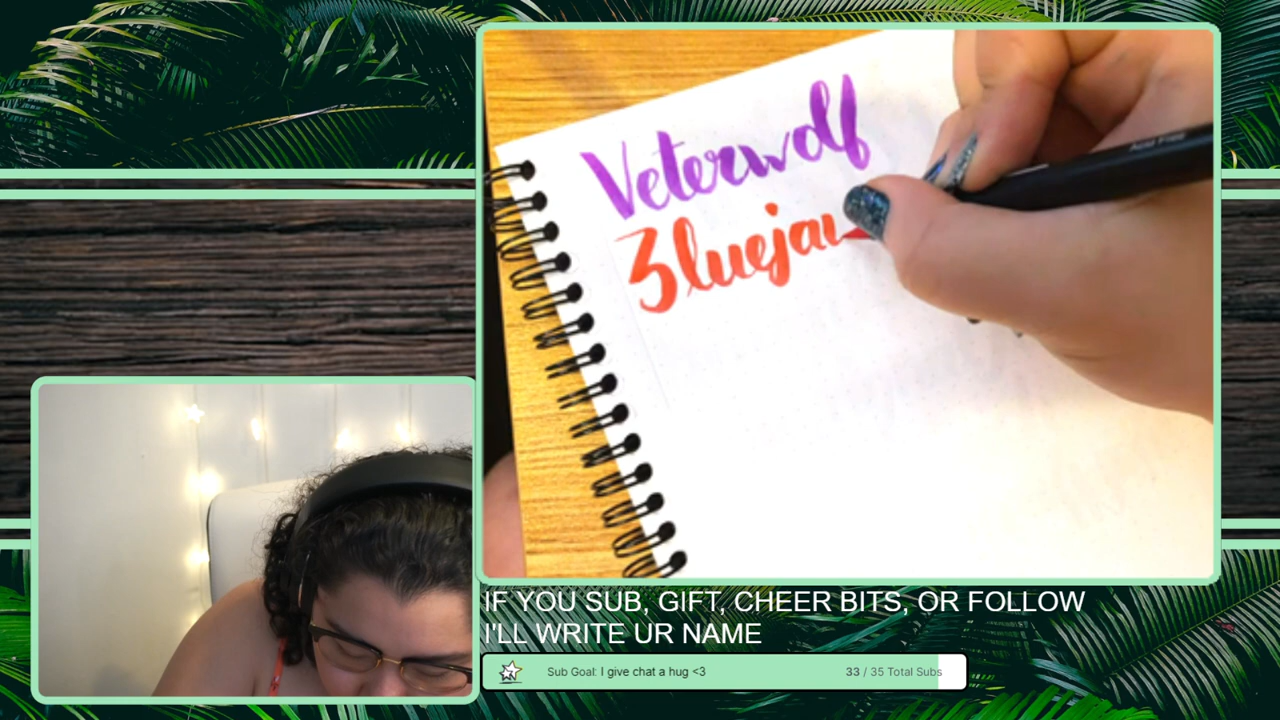 Veterwolf
3luejay
IF YOU SUB, GIFT, CHEER BITS, OR FOLLOW
I'LL WRITE UR NAME
Sub Goal: I give chat a hug <3
33 / 35 Total Subs